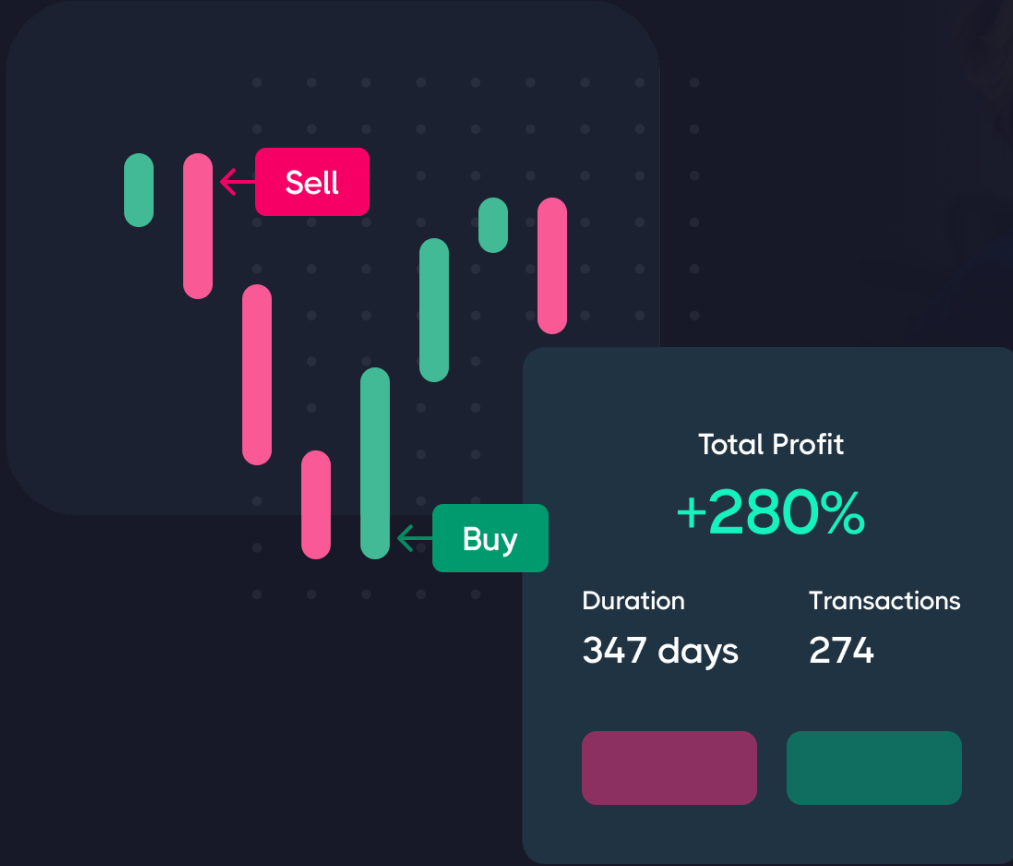 Sell
Buy
Total Profit
+280%
Duration
Transactions
347 days
274